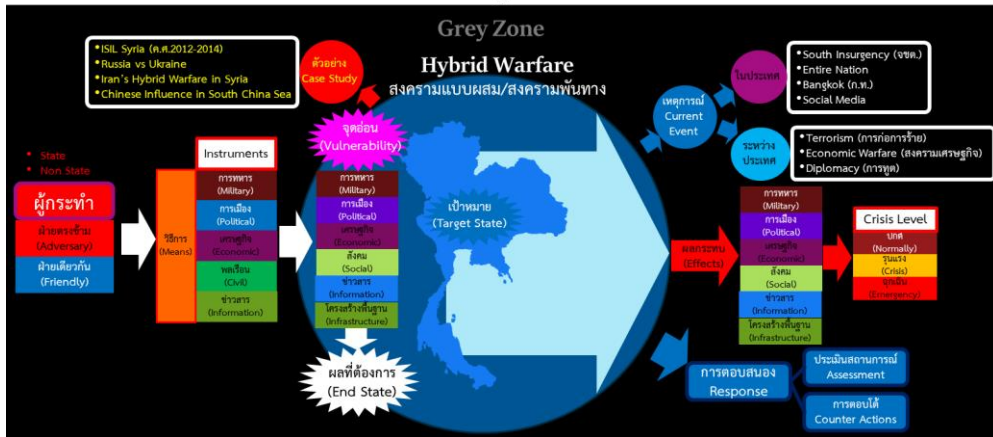 Grey Zone
Hybrid Warfare
สงครามแบบผสม/สงครามพันทาง
• ISIL Syria (ค.ศ.2012-2014)
• Russia vs Ukraine
• Iran's Hybrid Warfare in Syria
• Chinese Influence in South China Sea
ตัวอย่าง
Case Study
• State
• Non State
ผู้กระทำ
ฝ่ายตรงข้าม
(Adversary)
ฝ่ายเดียวกัน
(Friendly)
วิธีการ
(Means)
Instruments
การทหาร
(Military)
การเมือง
(Political)
เศรษฐกิจ
(Economic)
พลเรือน
(Civil)
ข่าวสาร
(Information)
จุดอ่อน
(Vulnerability)
การทหาร
(Military)
การเมือง
(Political)
เศรษฐกิจ
(Economic)
สังคม
(Social)
ข่าวสาร
(Information)
โครงสร้างพื้นฐาน
(Infrastructure)
ผลที่ต้องการ
(End State)
เป้าหมาย
(Target State)
เหตุการณ์
Current
Event
ในประเทศ
• South Insurgency (จชต.)
• Entire Nation
• Bangkok (ก.ท.)
• Social Media
ระหว่าง
ประเทศ
• Terrorism (การก่อการร้าย)
• Economic Warfare (สงครามเศรษฐกิจ)
• Diplomacy (การทูต)
ผลกระทบ
(Effects)
การทหาร
(Military)
การเมือง
(Political)
เศรษฐกิจ
(Economic)
สังคม
(Social)
ข่าวสาร
(Information)
โครงสร้างพื้นฐาน
(Infrastructure)
Crisis Level
ปกติ
(Normally)
รุนแรง
(Crisis)
ฉุกเฉิน
(Emergency)
การตอบสนอง
Response
ประเมินสถานการณ์
Assessment
การตอบโต้
Counter Actions